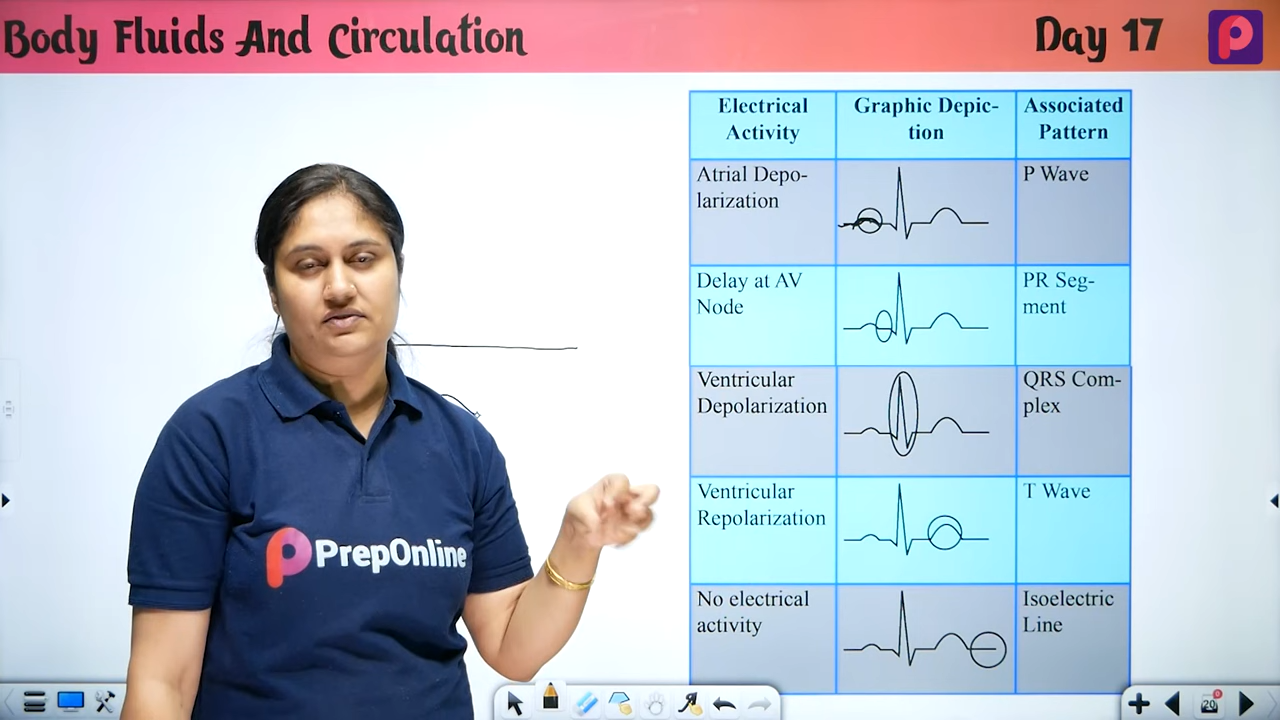 Body Fluids And Circulation
Day 17
Electrical
Activity
Graphic Depic-
tion
Associated
Pattern
Atrial Depo-
larization
P Wave
Delay at AV
Node
PR Seg-
ment
Ventricular
Depolarization
QRS Com-
plex
Ventricular
Repolarization
T Wave
No electrical
activity
Isoelectric
Line
PrepOnline
20